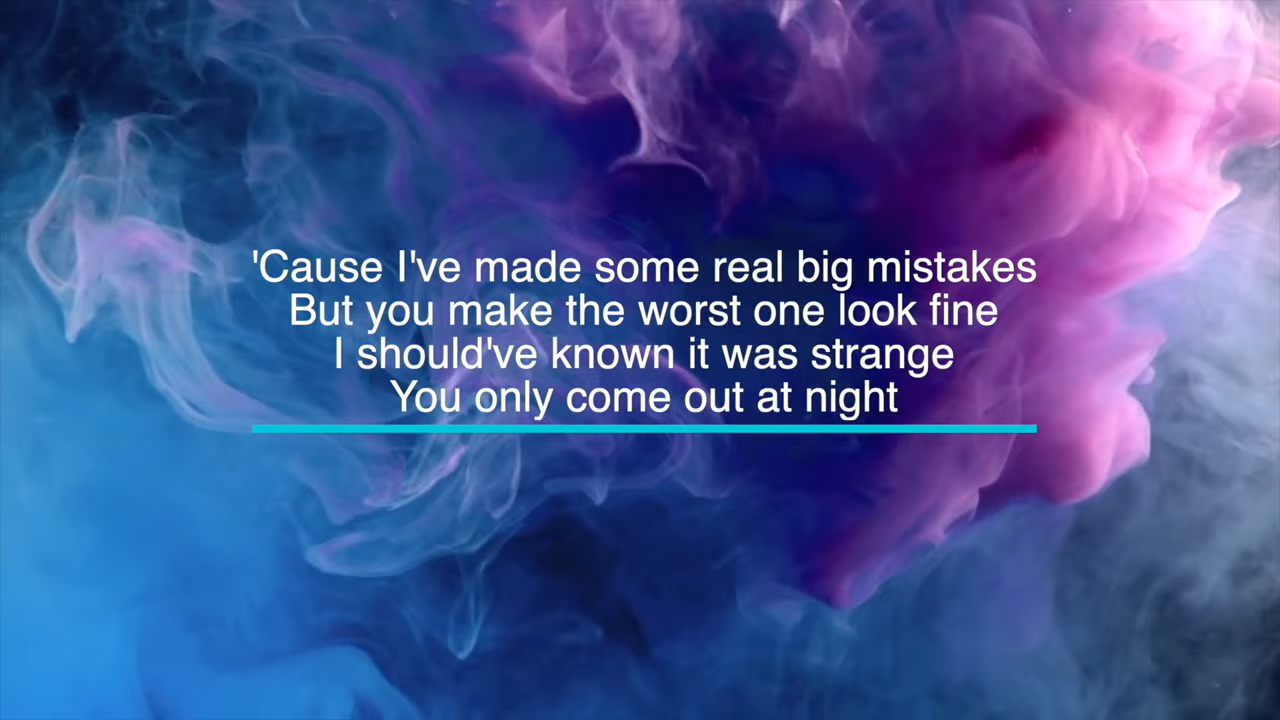 'Cause I've made some real big mistakes
But you make the worst one look fine
I should've known it was strange
You only come out at night